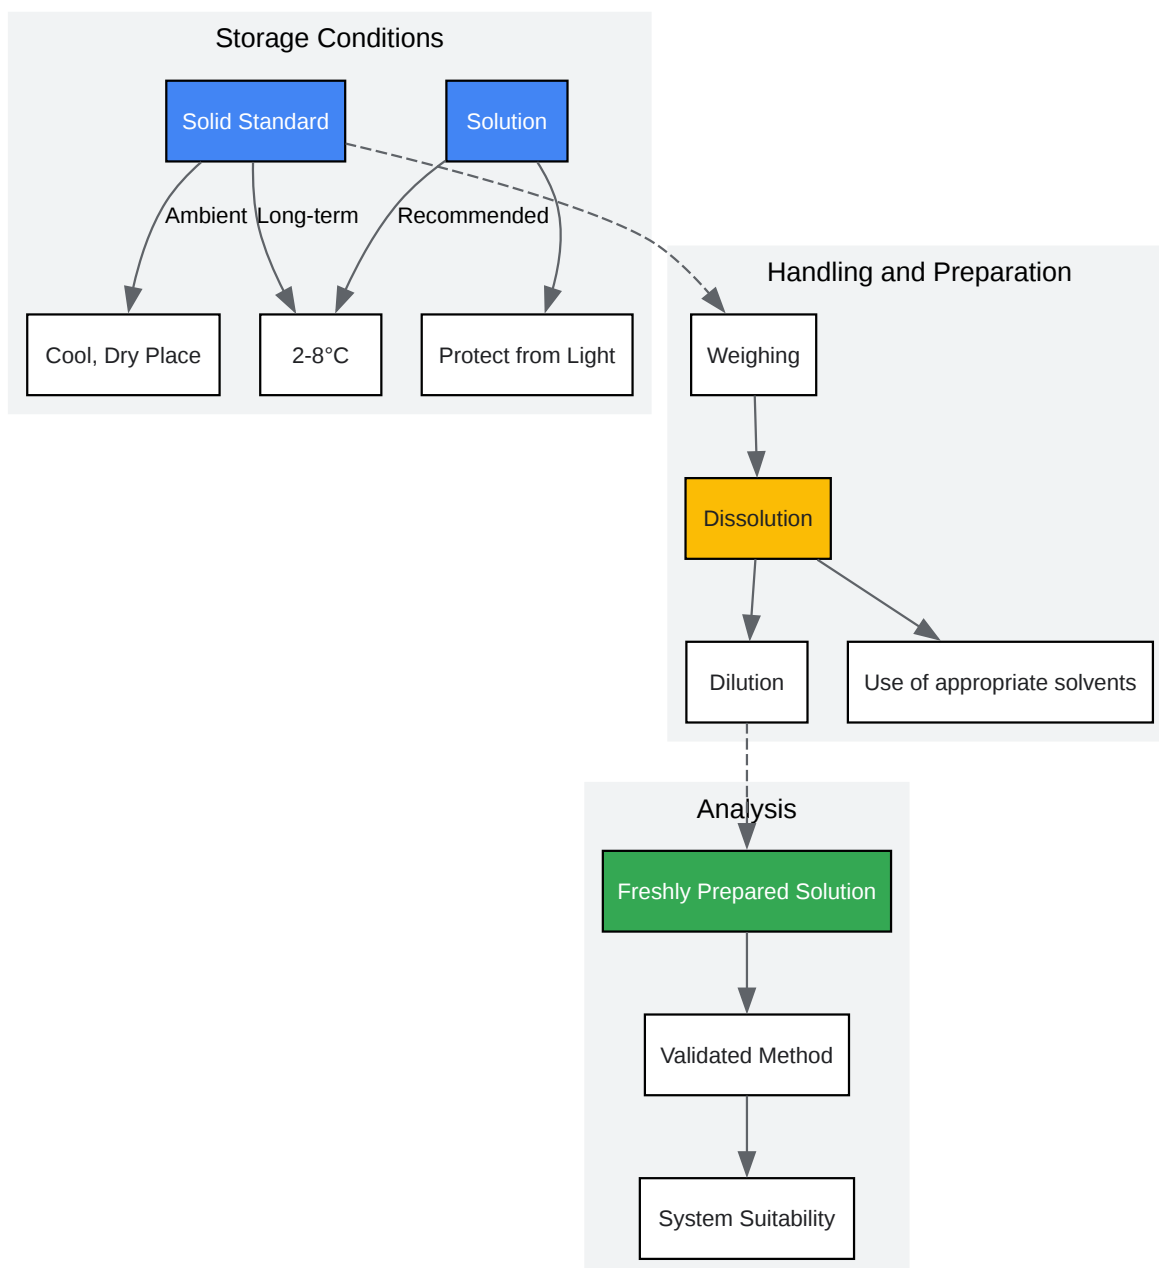 Storage Conditions
Solid Standard
Solution
Ambient
Long-term
Recommended
Cool, Dry Place
2-8°C
Protect from Light
Handling and Preparation
Weighing
Dissolution
Dilution
Use of appropriate solvents
Analysis
Freshly Prepared Solution
Validated Method
System Suitability